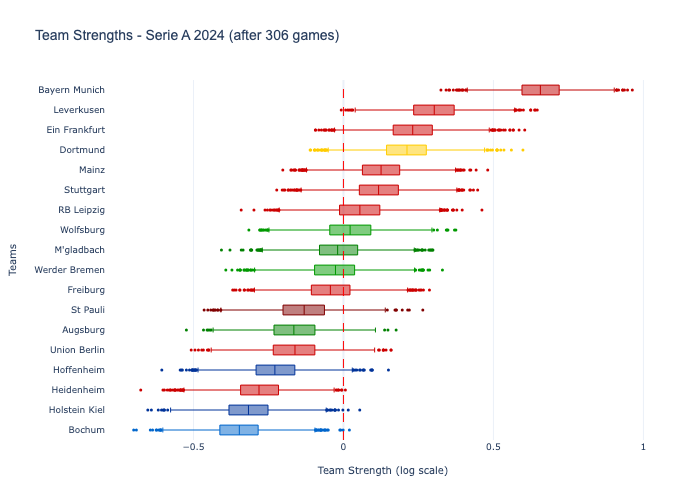 Team Strengths - Serie A 2024 (after 306 games)
Bayern Munich
Leverkusen
Ein Frankfurt
Dortmund
Mainz
Stuttgart
RB Leipzig
Wolfsburg
M'gladbach
Werder Bremen
Freiburg
St Pauli
Augsburg
Union Berlin
Hoffenheim
Heidenheim
Holstein Kiel
Bochum
Teams
−0.5 0 0.5 1
Team Strength (log scale)